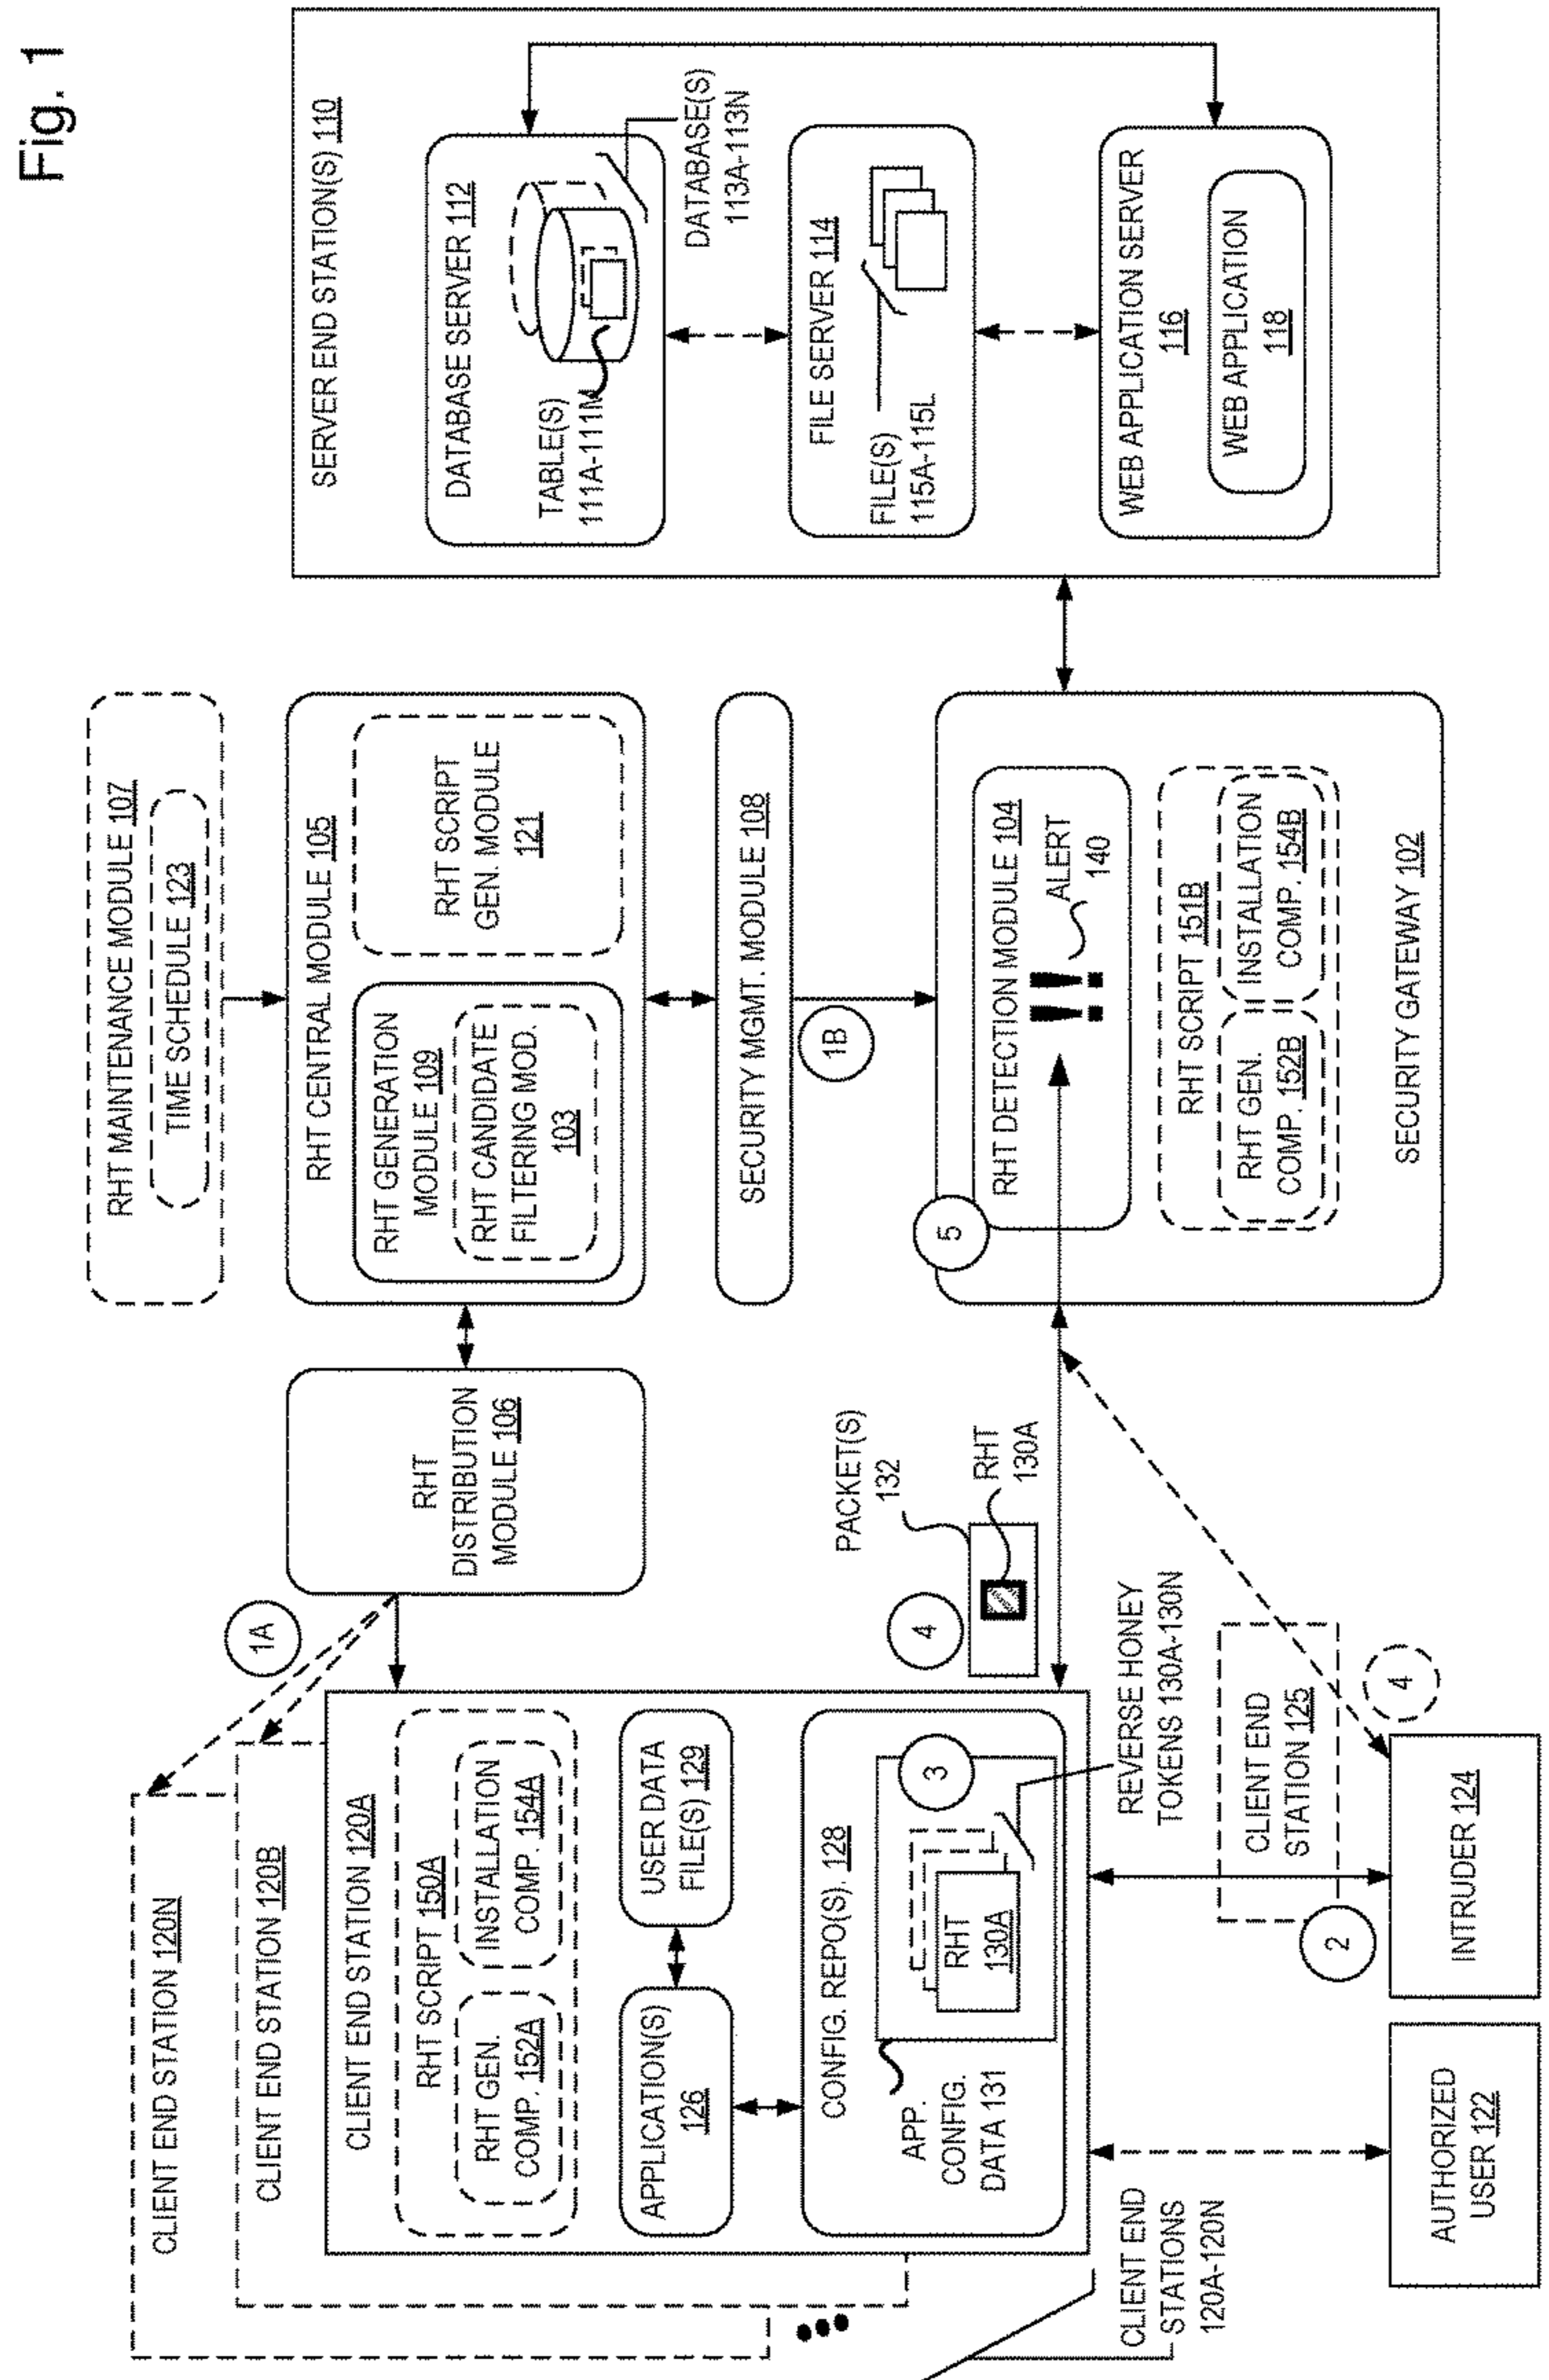 Fig. 1
CLIENT END STATION 120N
CLIENT END STATION 120B
CLIENT END STATION 120A
RHT SCRIPT 150A
RHT GEN.
COMP. 152A
INSTALLATION
COMP. 154A
APPLICATION(S)
126
USER DATA
FILE(S) 129
CONFIG. REPO(S). 128
APP.
CONFIG.
DATA 131
RHT
130A
3
CLIENT END
STATIONS
120A-120N
REVERSE HONEY
TOKENS 130A-130N
AUTHORIZED
USER 122
INTRUDER 124
2
CLIENT END
STATION 125
4
1A
RHT
DISTRIBUTION
MODULE 106
4
PACKET(S)
132
RHT
130A
RHT MAINTENANCE MODULE 107
TIME SCHEDULE 123
RHT CENTRAL MODULE 105
RHT GENERATION
MODULE 109
RHT CANDIDATE
FILTERING MOD.
103
RHT SCRIPT
GEN. MODULE
121
SECURITY MGMT. MODULE 108
1B
5
RHT DETECTION MODULE 104
!!
ALERT
140
RHT SCRIPT 151B
RHT GEN.
COMP. 152B
INSTALLATION
COMP. 154B
SECURITY GATEWAY 102
SERVER END STATION(S) 110
DATABASE SERVER 112
TABLE(S)
111A-111M
DATABASE(S)
113A-113N
FILE SERVER 114
FILE(S)
115A-115L
WEB APPLICATION SERVER
116
WEB APPLICATION
118